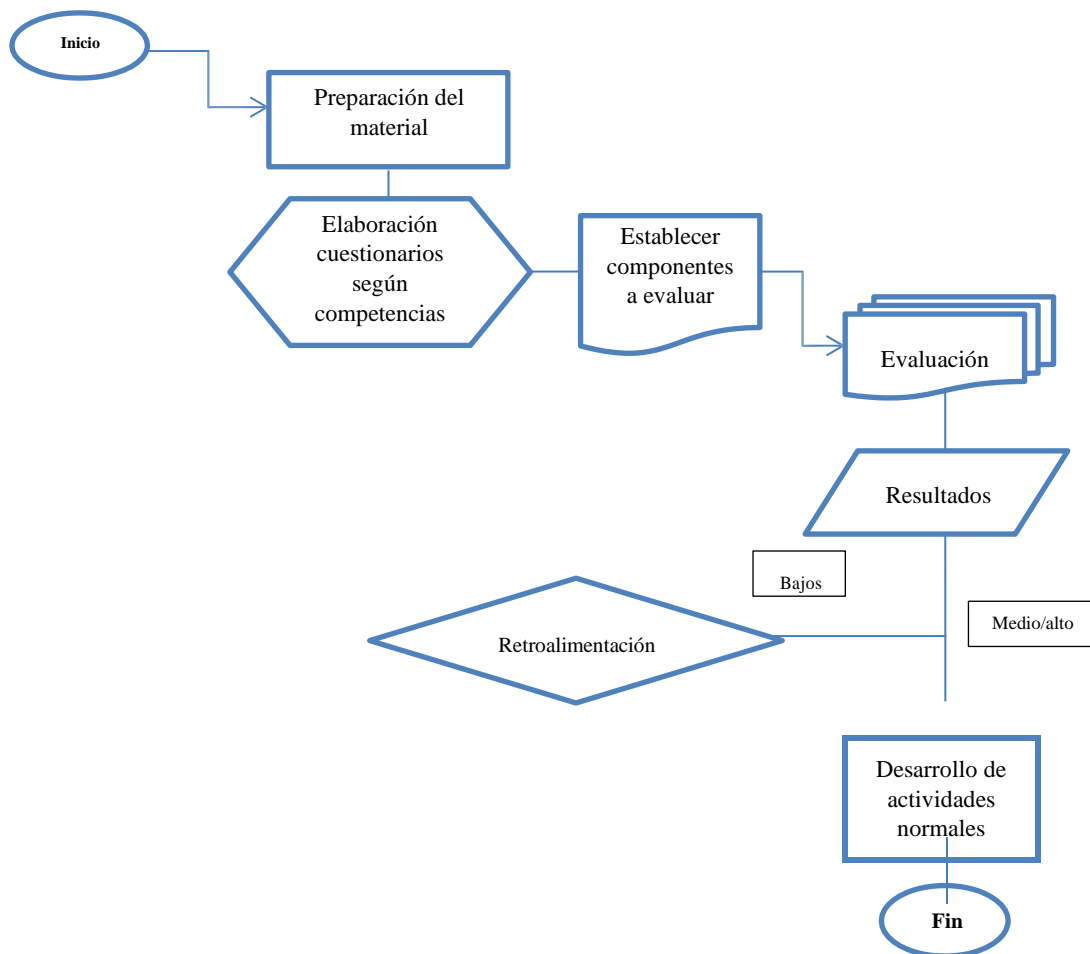 Inicio
Preparación del
material
Elaboración
cuestionarios
según
competencias
Establecer
componentes
a evaluar
Evaluación
Resultados
Bajos
Medio/alto
Retroalimentación
Desarrollo de
actividades
normales
Fin